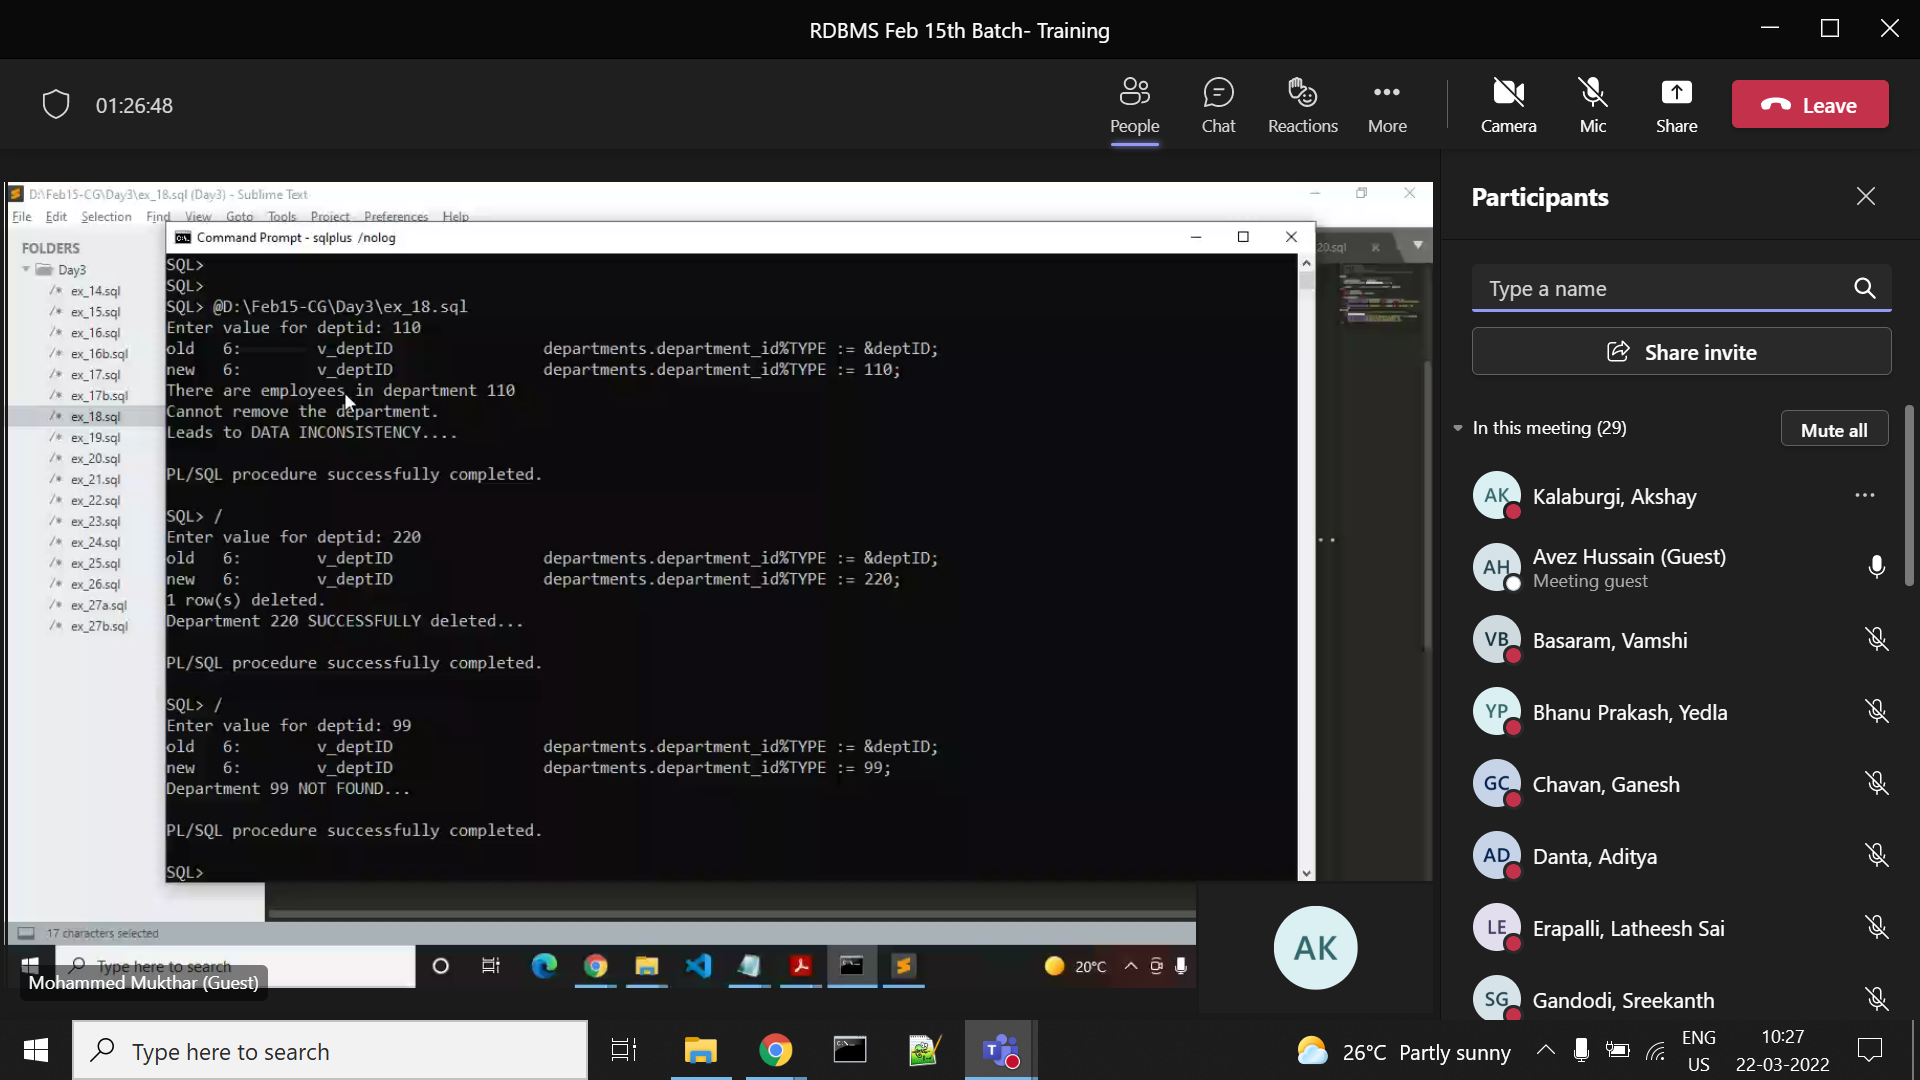 RDBMS Feb 15th Batch- Training
01:26:48
People
Chat
Reactions
More
Camera
Mic
Share
Leave
D:\Feb15-CG\Day3\ex_18.sql (Day3) - Sublime Text
File Edit Selection Find View Goto Tools Project Preferences Help
FOLDERS
Day3
/* ex_14.sql
/* ex_15.sql
/* ex_16.sql
/* ex_16b.sql
/* ex_17.sql
/* ex_17b.sql
/* ex_18.sql
/* ex_19.sql
/* ex_20.sql
/* ex_21.sql
/* ex_22.sql
/* ex_23.sql
/* ex_24.sql
/* ex_25.sql
/* ex_26.sql
/* ex_27a.sql
/* ex_27b.sql
20.sql
Command Prompt - sqlplus /nolog
SQL>
SQL>
SQL> @D:\Feb15-CG\Day3\ex_18.sql
Enter value for deptid: 110
old 6: v_deptID departments.department_id%TYPE := &deptID;
new 6: v_deptID departments.department_id%TYPE := 110;
There are employees in department 110
Cannot remove the department.
Leads to DATA INCONSISTENCY....
PL/SQL procedure successfully completed.
SQL> /
Enter value for deptid: 220
old 6: v_deptID departments.department_id%TYPE := &deptID;
new 6: v_deptID departments.department_id%TYPE := 220;
1 row(s) deleted.
Department 220 SUCCESSFULLY deleted...
PL/SQL procedure successfully completed.
SQL> /
Enter value for deptid: 99
old 6: v_deptID departments.department_id%TYPE := &deptID;
new 6: v_deptID departments.department_id%TYPE := 99;
Department 99 NOT FOUND...
PL/SQL procedure successfully completed.
SQL>
17 characters selected
Type here to search
20°C
Mohammed Mukthar (Guest)
AK
Participants
Type a name
Share invite
In this meeting (29)
Mute all
AK Kalaburgi, Akshay
AH Avez Hussain (Guest)
Meeting guest
VB Basaram, Vamshi
YP Bhanu Prakash, Yedla
GC Chavan, Ganesh
AD Danta, Aditya
LE Erapalli, Latheesh Sai
SG Gandodi, Sreekanth
Type here to search
26°C Partly sunny
ENG
US
10:27
22-03-2022